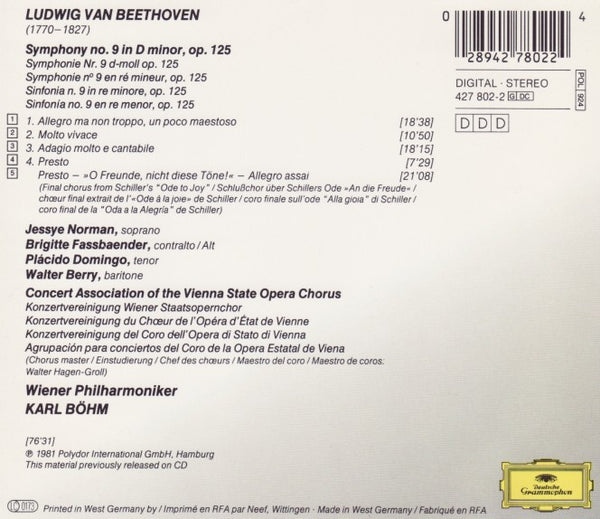 LUDWIG VAN BEETHOVEN
(1770–1827)
Symphony no. 9 in D minor, op. 125
Symphonie Nr. 9 d-moll op. 125
Symphonie nº 9 en ré mineur, op. 125
Sinfonia n. 9 in re minore, op. 125
Sinfonía no. 9 en re menor, op. 125
1 1. Allegro ma non troppo, un poco maestoso [18'38]
2 2. Molto vivace [10'50]
3 3. Adagio molto e cantabile [18'15]
4 4. Presto [7'29]
5 Presto – »O Freunde, nicht diese Töne!« – Allegro assai [21'08]
(Final chorus from Schiller's "Ode to Joy" / Schlußchor über Schillers Ode »An die Freude« /
chœur final extrait de l'«Ode à la joie» de Schiller / coro finale sull'ode "Alla gioia" di Schiller /
coro final de la "Oda a la Alegría" de Schiller)
Jessye Norman, soprano
Brigitte Fassbaender, contralto / Alt
Plácido Domingo, tenor
Walter Berry, baritone
Concert Association of the Vienna State Opera Chorus
Konzertvereinigung Wiener Staatsopernchor
Konzertvereinigung du Chœur de l'Opéra d'État de Vienne
Konzertvereinigung del Coro dell'Opera di Stato di Vienna
Agrupación para conciertos del Coro de la Opera Estatal de Viena
(Chorus master / Einstudierung / Chef des chœurs / Maestro del coro / Maestro de coros:
Walter Hagen-Groll)
Wiener Philharmoniker
KARL BÖHM
[76'31]
℗ 1981 Polydor International GmbH, Hamburg
This material previously released on CD
Printed in West Germany by / Imprimé en RFA par Neef, Wittingen · Made in West Germany / Fabriqué en RFA
0 28942 78022 4
DIGITAL · STEREO
427 802-2 G DC
POL 924
D D D
Deutsche
Grammophon